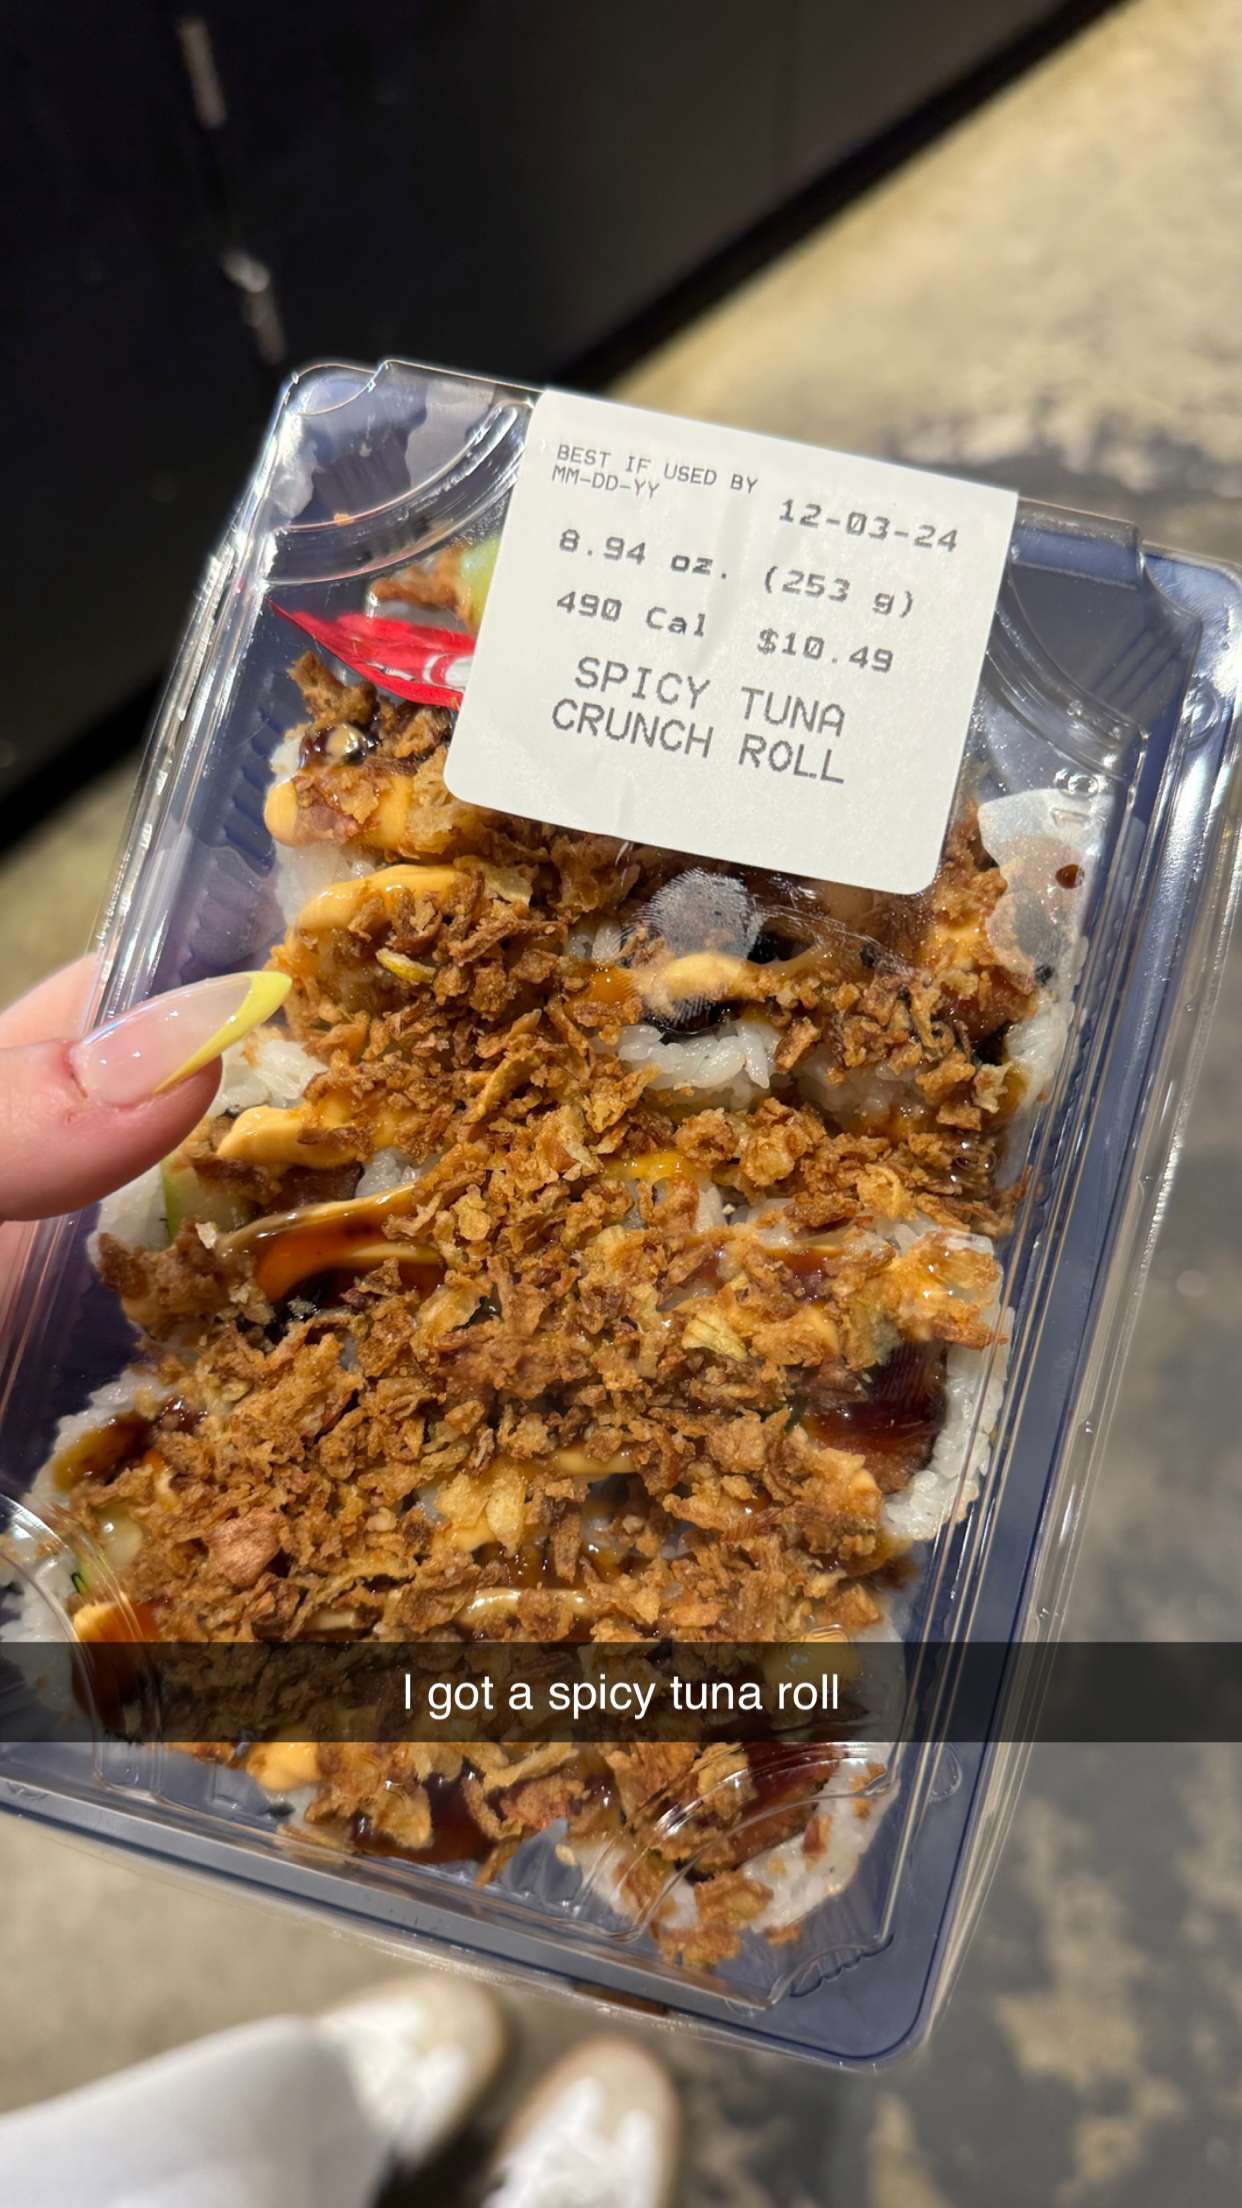 BEST IF USED BY
MM-DD-YY
12-03-24
8.94 oz. (253 g)
490 Cal $10.49
SPICY TUNA
CRUNCH ROLL
I got a spicy tuna roll